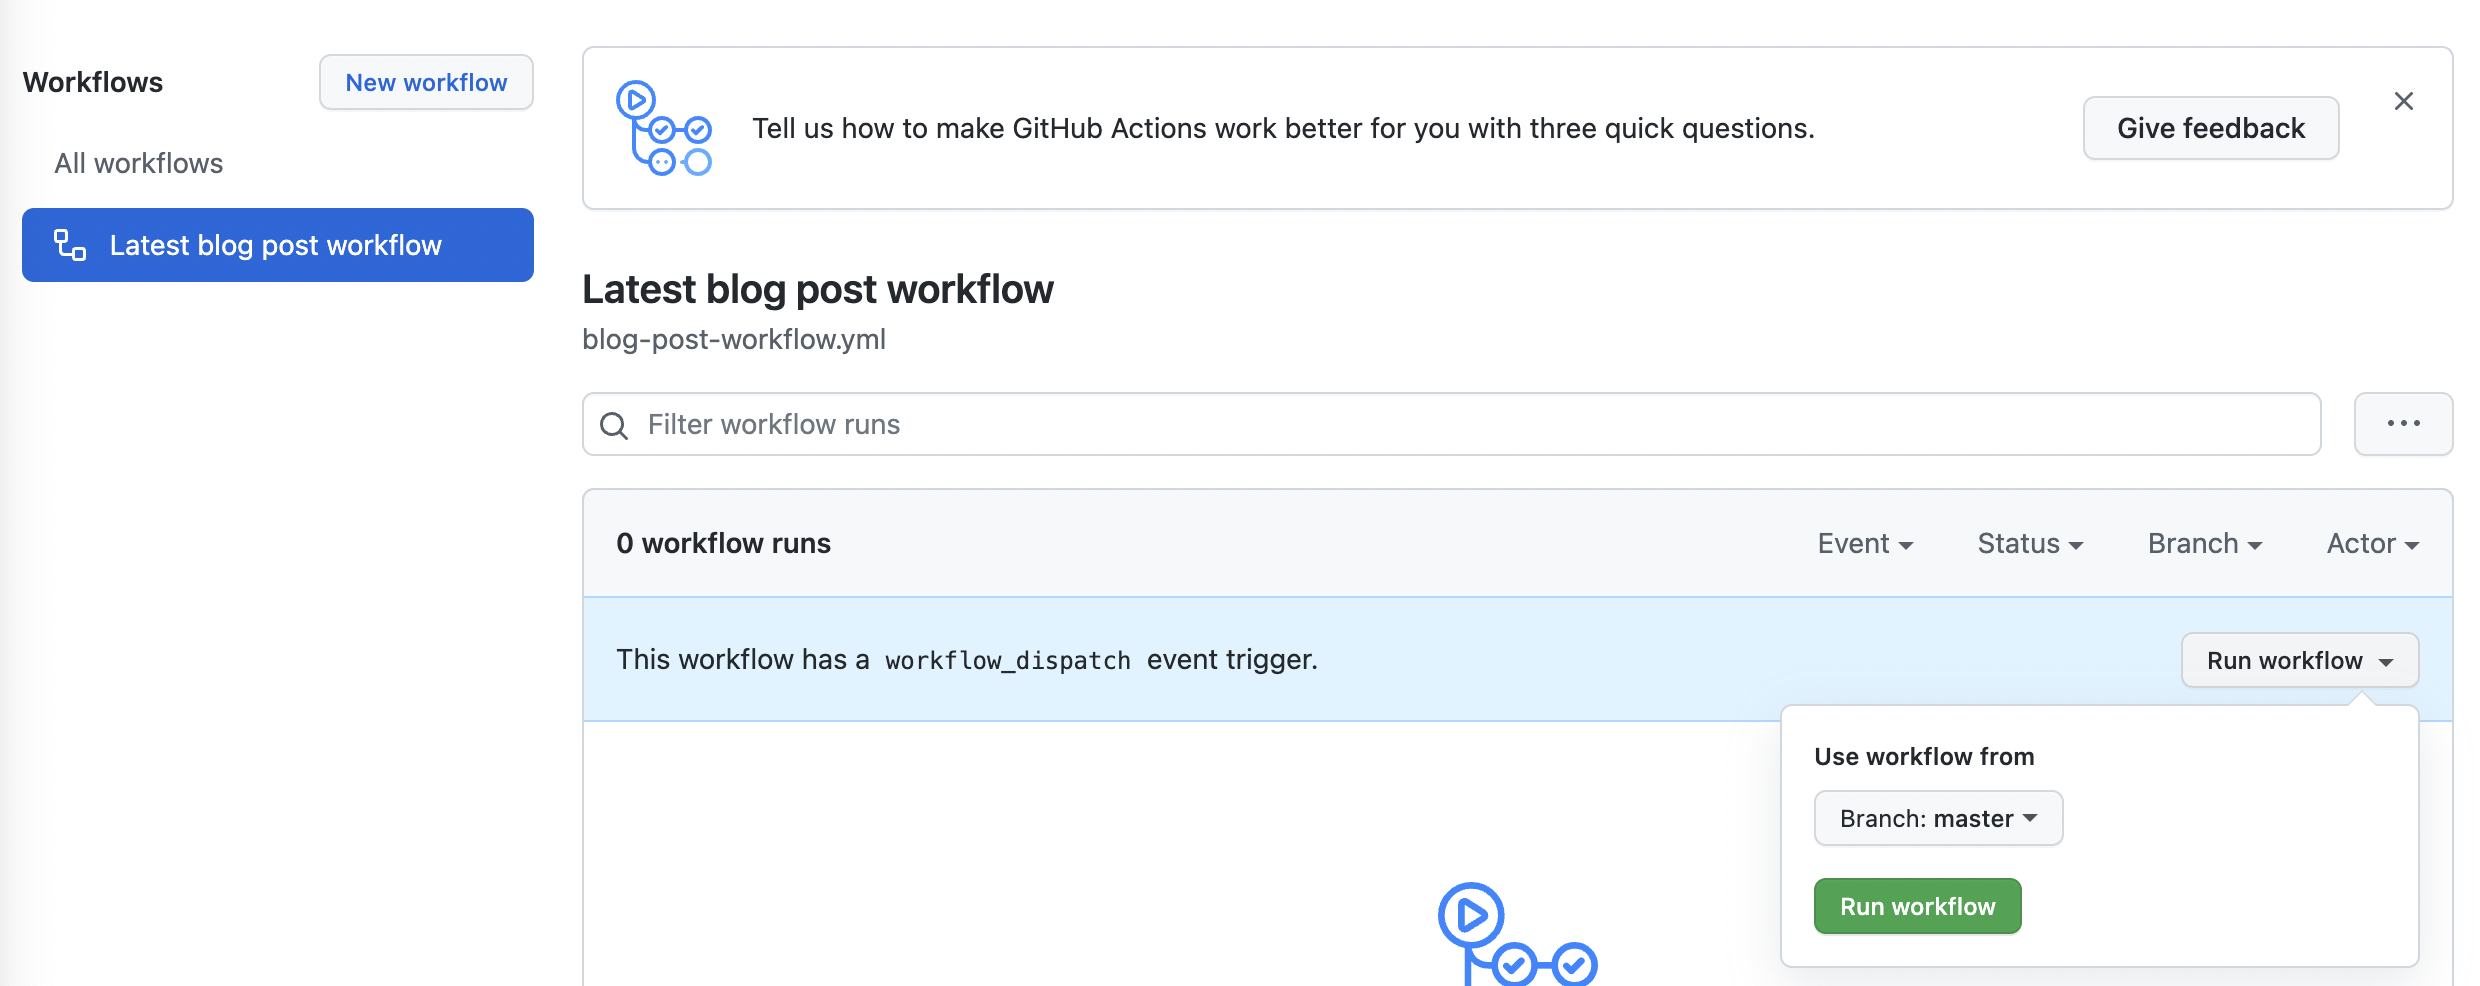 Workflows
New workflow
All workflows
Latest blog post workflow
Tell us how to make GitHub Actions work better for you with three quick questions.
Give feedback
Latest blog post workflow
blog-post-workflow.yml
Filter workflow runs
0 workflow runs
Event
Status
Branch
Actor
This workflow has a workflow_dispatch event trigger.
Run workflow
Use workflow from
Branch: master
Run workflow